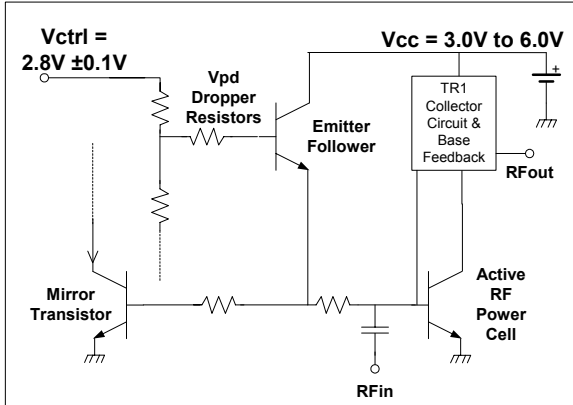 Vctrl =
2.8V ±0.1V
Vcc = 3.0V to 6.0V
+
Vpd
Dropper
Resistors
Emitter
Follower
TR1
Collector
Circuit &
Base
Feedback
RFout
Mirror
Transistor
Active
RF
Power
Cell
RFin